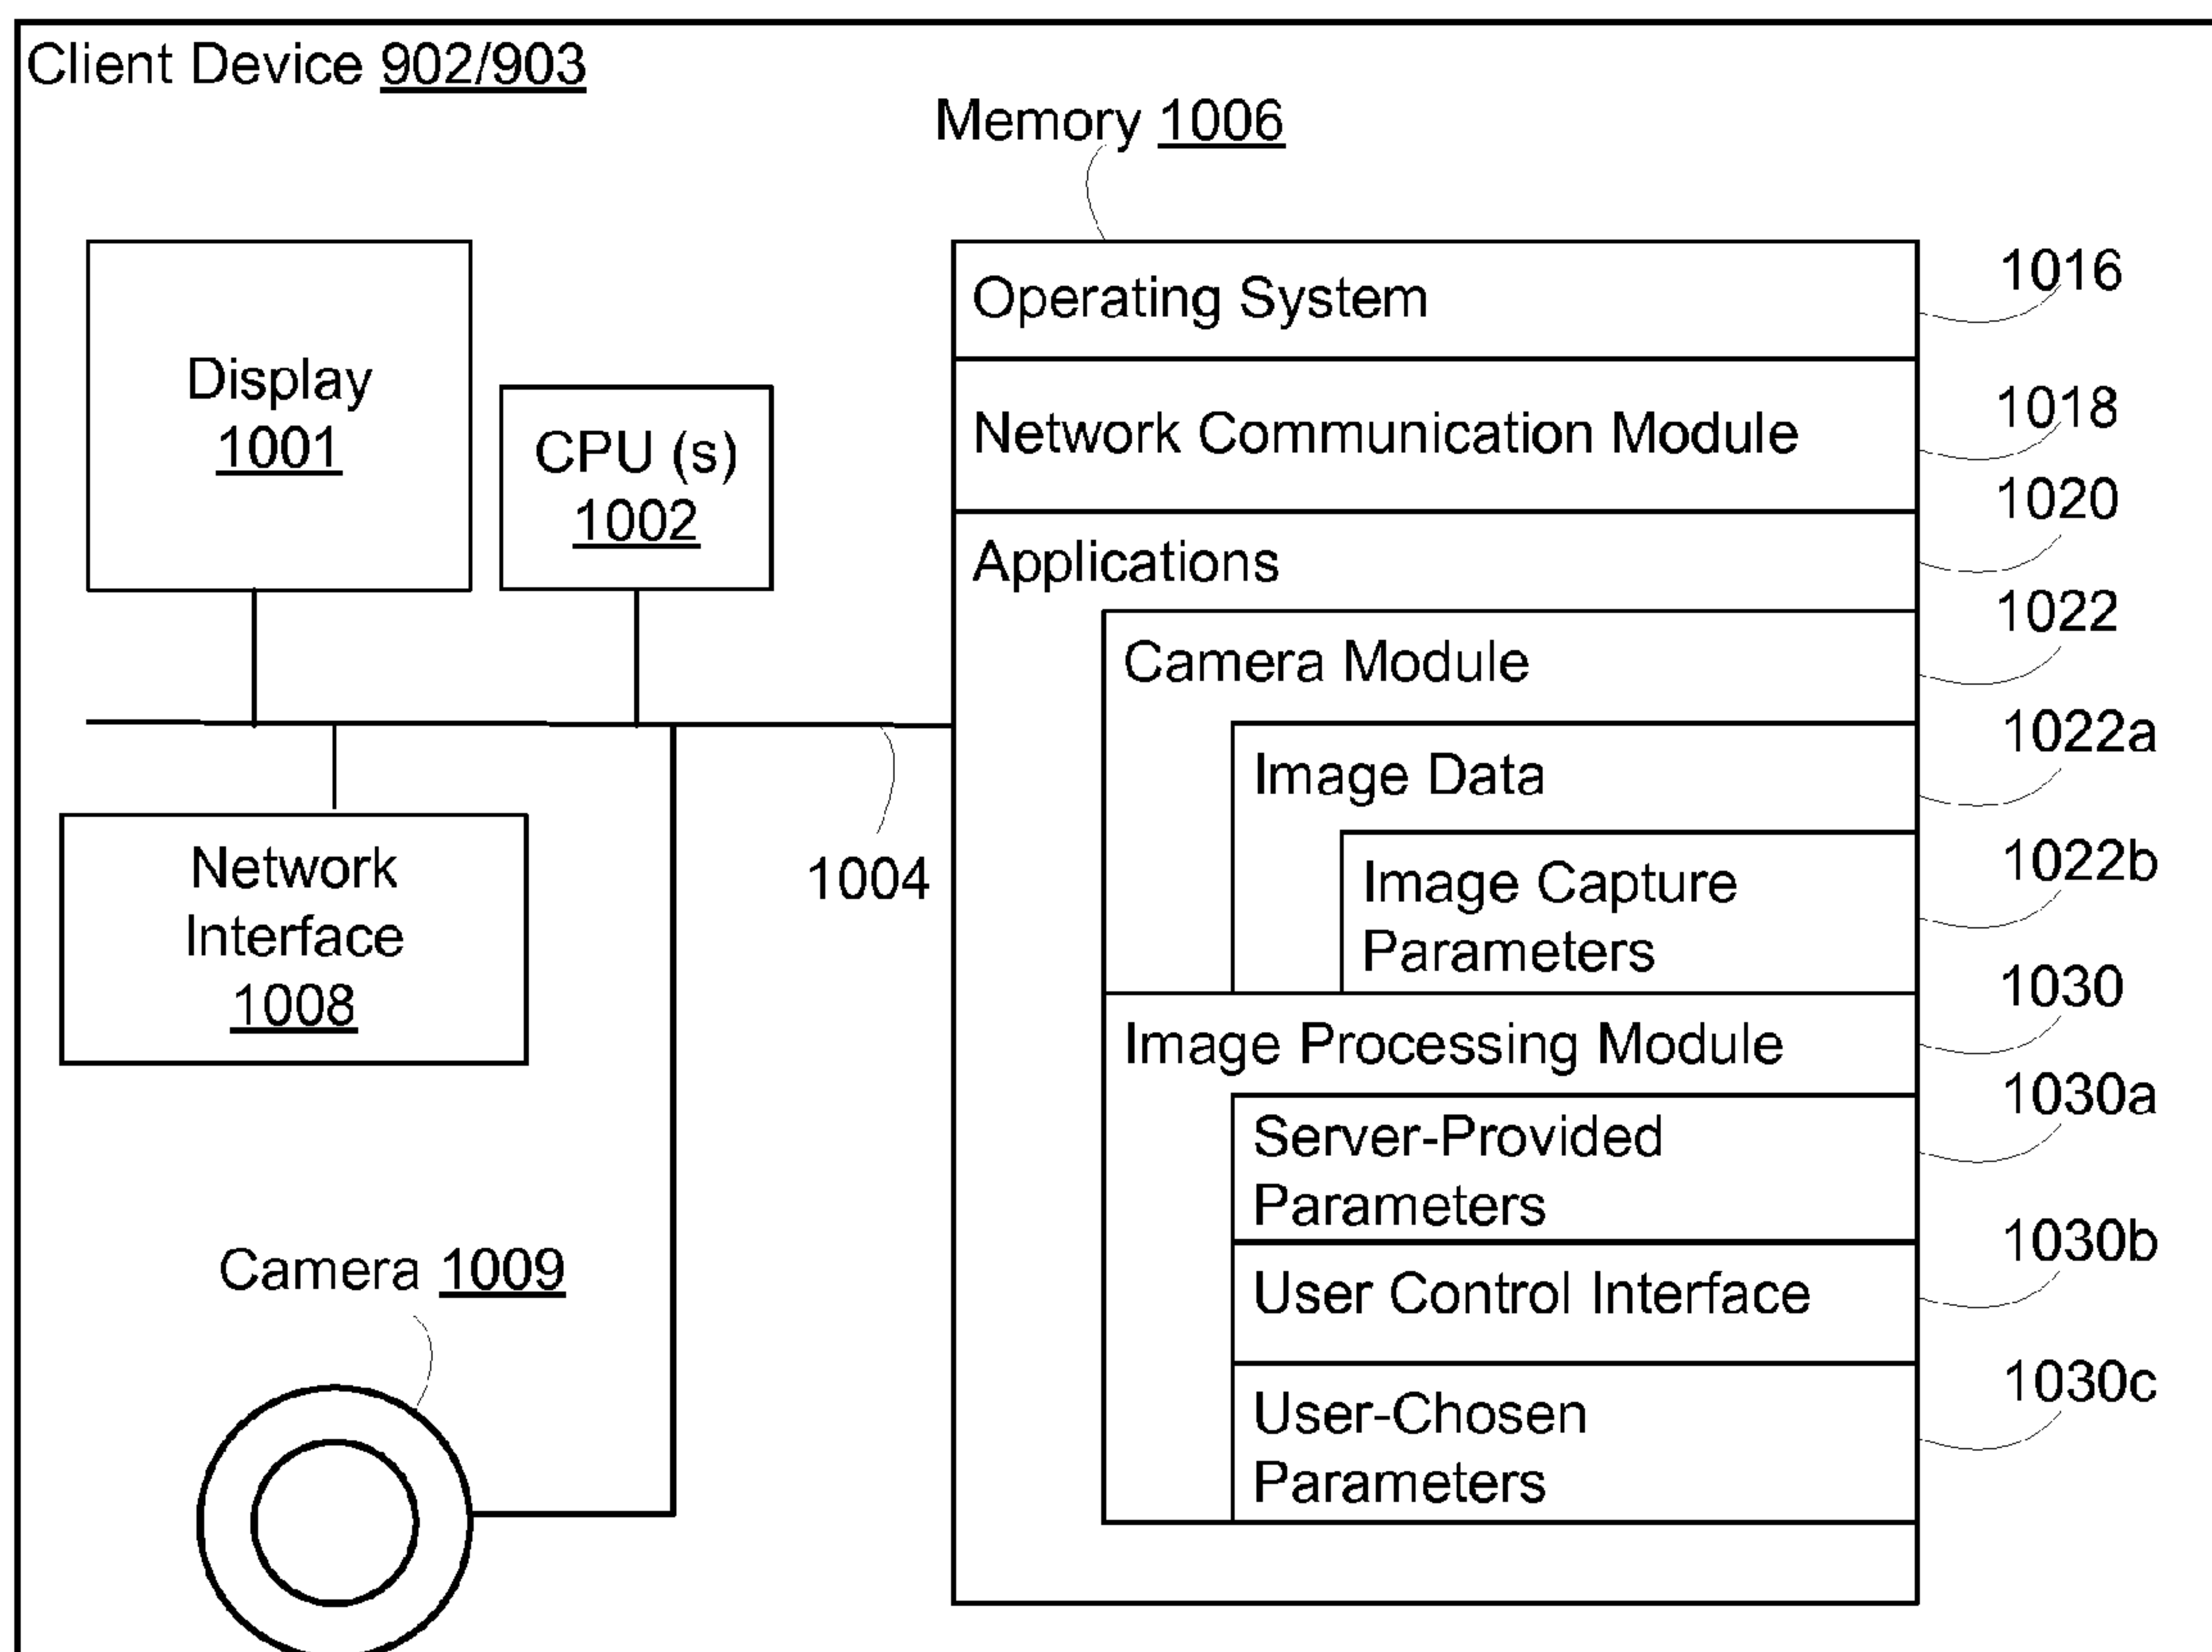 Client Device 902/903
Memory 1006
Display
1001
CPU (s)
1002
Network
Interface
1008
1004
Camera 1009
Operating System
1016
Network Communication Module
1018
Applications
1020
Camera Module
1022
Image Data
1022a
Image Capture
Parameters
1022b
Image Processing Module
1030
Server-Provided
Parameters
1030a
User Control Interface
1030b
User-Chosen
Parameters
1030c